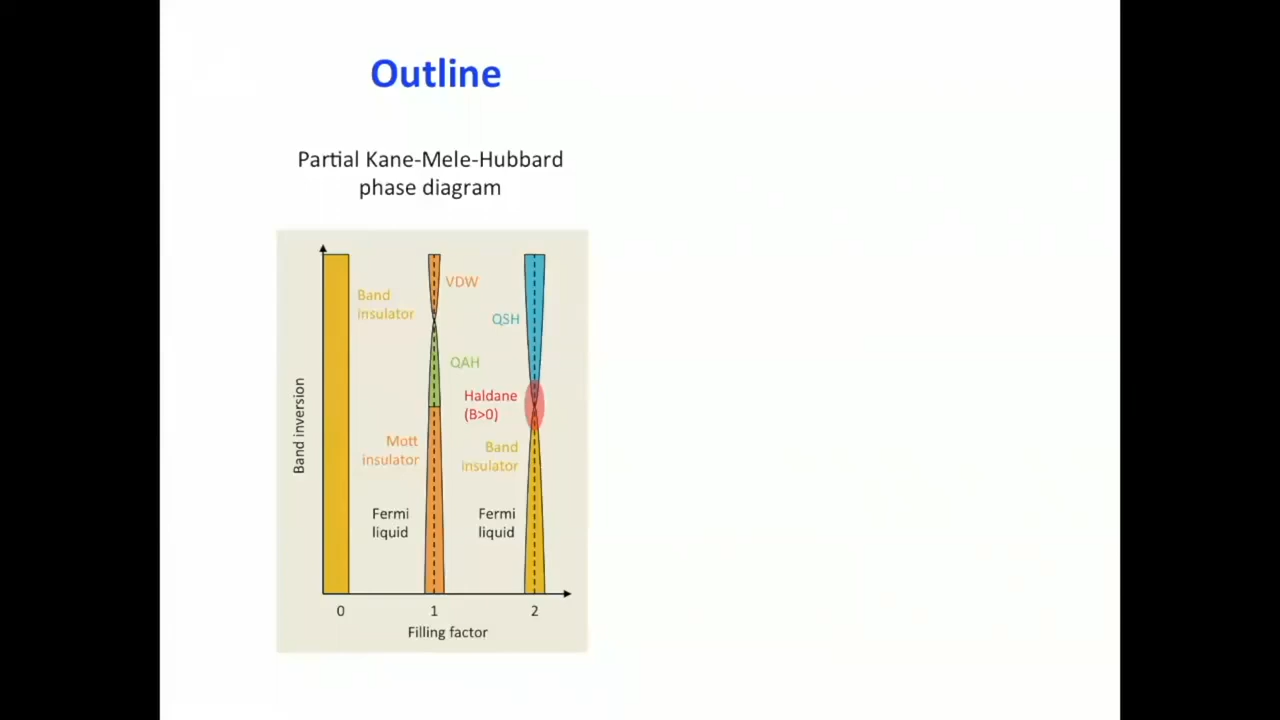 Outline
Partial Kane-Mele-Hubbard
phase diagram
VDW
Band
insulator
QSH
QAH
Haldane
(B>0)
Mott
insulator
Band
insulator
Fermi
liquid
Fermi
liquid
Band inversion
0
1
2
Filling factor